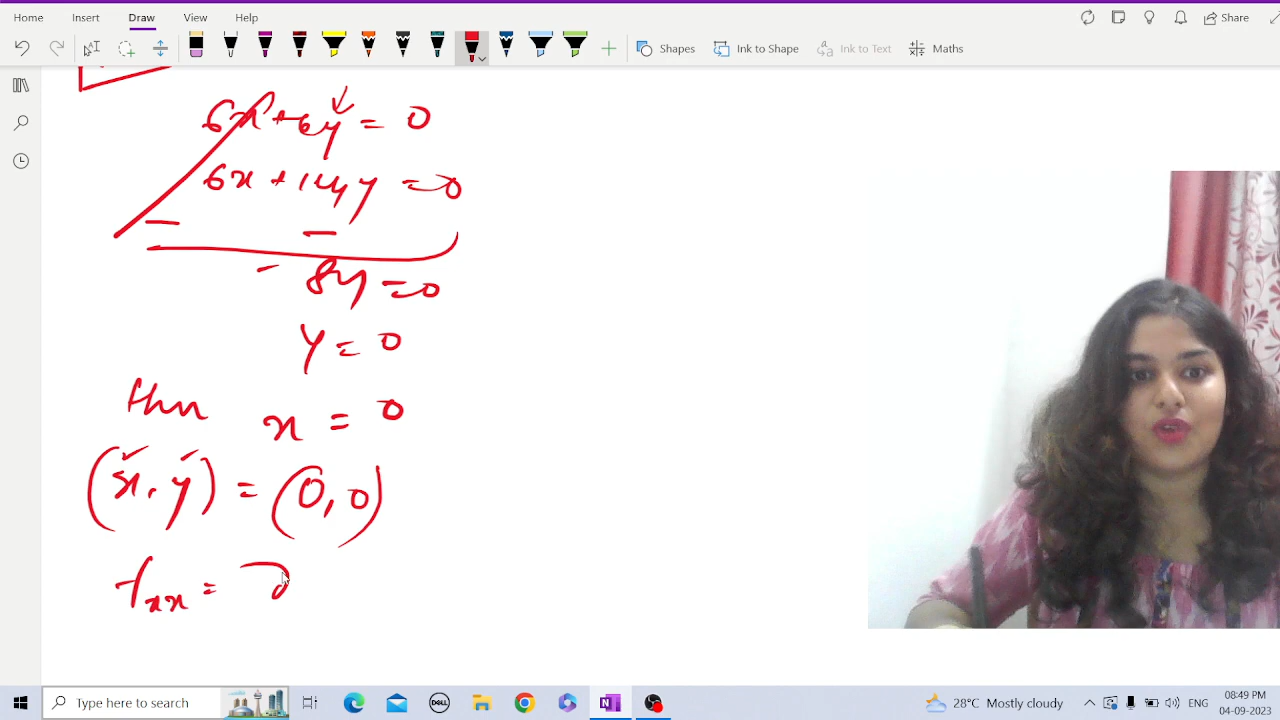 Home Insert Draw View Help Share
Shapes Ink to Shape Ink to Text Maths
6x + 6y = 0
6x + 14y = 0
- 8y = 0
y = 0
then x = 0
(x, y) = (0, 0)
fxx = ∂
Type here to search DELL N 28°C Mostly cloudy ENG 8:49 PM
04-09-2023